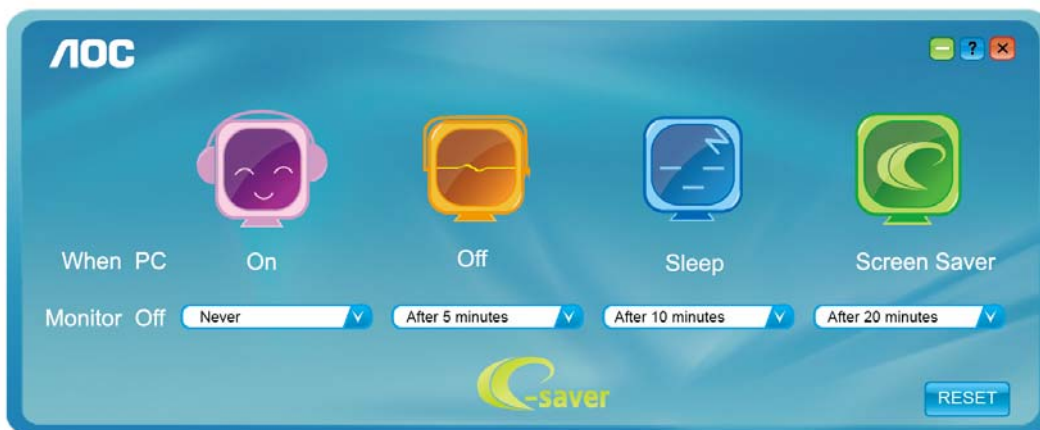 AOC
?
When PC On Off Sleep Screen Saver
Monitor Off Never After 5 minutes After 10 minutes After 20 minutes
e-saver
RESET